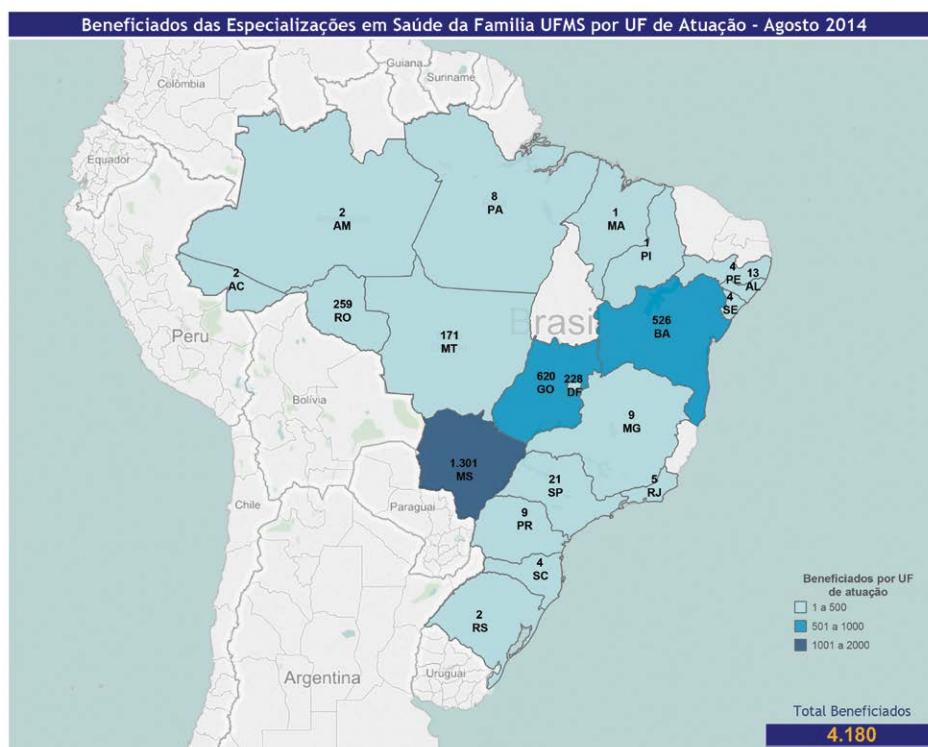 Beneficiados das Especializações em Saúde da Familia UFMS por UF de Atuação - Agosto 2014
Guiana
Suriname
Colômbia
Equador
8
PA
2
AM
1
MA
1
PI
4
PE
13
AL
4
SE
2
AC
259
RO
Peru
171
MT
Brasil
526
BA
620
GO
228
DF
Bolívia
9
MG
1.301
MS
21
SP
5
RJ
Paraguai
Chile
9
PR
4
SC
2
RS
Argentina
Uruguai
Beneficiados por UF
de atuação
1 a 500
501 a 1000
1001 a 2000
Total Beneficiados
4.180